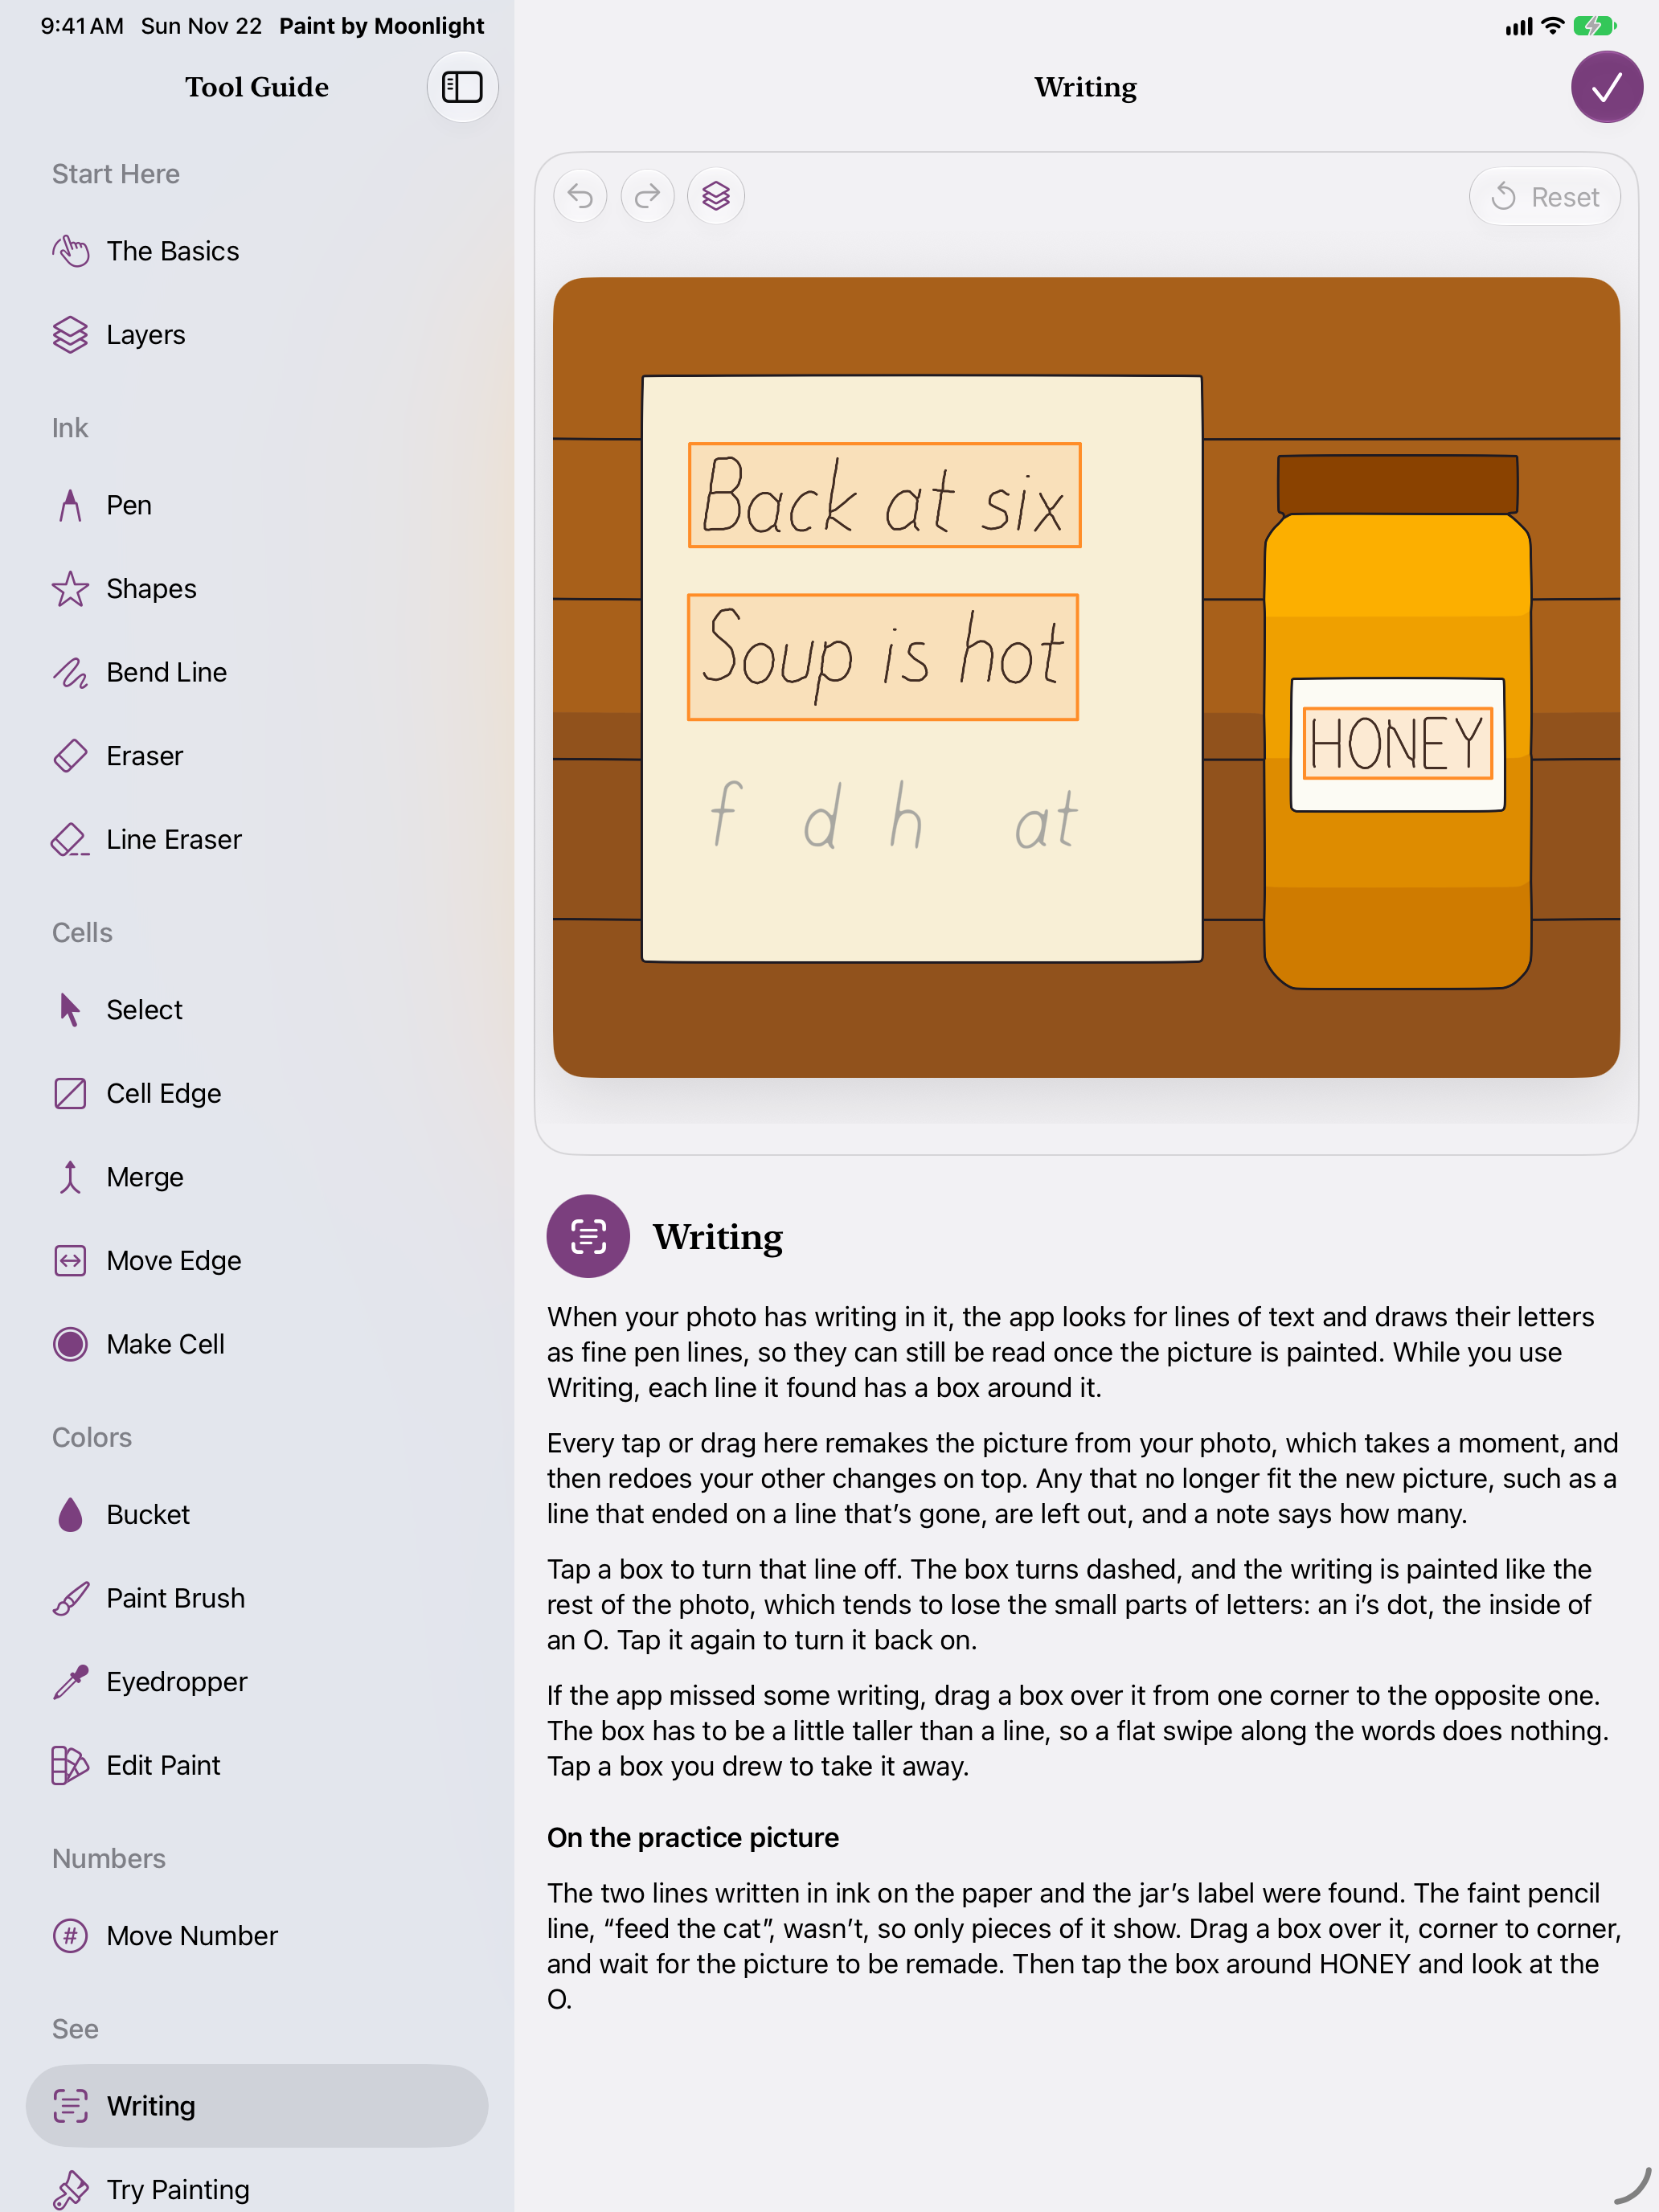 9:41 AM Sun Nov 22 Paint by Moonlight
Tool Guide
Start Here
The Basics
Layers
Ink
Pen
Shapes
Bend Line
Eraser
Line Eraser
Cells
Select
Cell Edge
Merge
Move Edge
Make Cell
Colors
Bucket
Paint Brush
Eyedropper
Edit Paint
Numbers
# Move Number
See
Writing
Try Painting
Writing
Reset
Back at six
Soup is hot
f d h at
HONEY
Writing
When your photo has writing in it, the app looks for lines of text and draws their letters
as fine pen lines, so they can still be read once the picture is painted. While you use
Writing, each line it found has a box around it.
Every tap or drag here remakes the picture from your photo, which takes a moment, and
then redoes your other changes on top. Any that no longer fit the new picture, such as a
line that ended on a line that’s gone, are left out, and a note says how many.
Tap a box to turn that line off. The box turns dashed, and the writing is painted like the
rest of the photo, which tends to lose the small parts of letters: an i’s dot, the inside of
an O. Tap it again to turn it back on.
If the app missed some writing, drag a box over it from one corner to the opposite one.
The box has to be a little taller than a line, so a flat swipe along the words does nothing.
Tap a box you drew to take it away.
On the practice picture
The two lines written in ink on the paper and the jar’s label were found. The faint pencil
line, “feed the cat”, wasn’t, so only pieces of it show. Drag a box over it, corner to corner,
and wait for the picture to be remade. Then tap the box around HONEY and look at the
O.